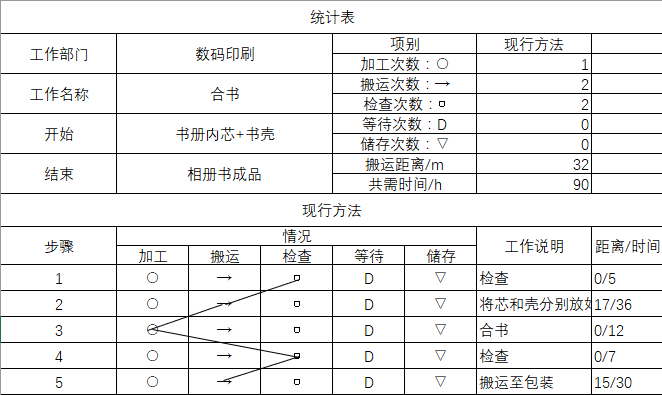 统计表
工作部门 数码印刷 项别 现行方法
加工次数：○ 1
工作名称 合书 搬运次数：→ 2
检查次数：▫ 2
开始 书册内芯+书壳 等待次数：D 0
储存次数：▽ 0
结束 相册书成品 搬运距离/m 32
共需时间/h 90
现行方法
步骤 情况 工作说明 距离/时间
加工 搬运 检查 等待 储存
1 ○ → ▫ D ▽ 检查 0/5
2 ○ → ▫ D ▽ 将芯和壳分别放好 17/36
3 ○ → ▫ D ▽ 合书 0/12
4 ○ → ▫ D ▽ 检查 0/7
5 ○ → ▫ D ▽ 搬运至包装 15/30